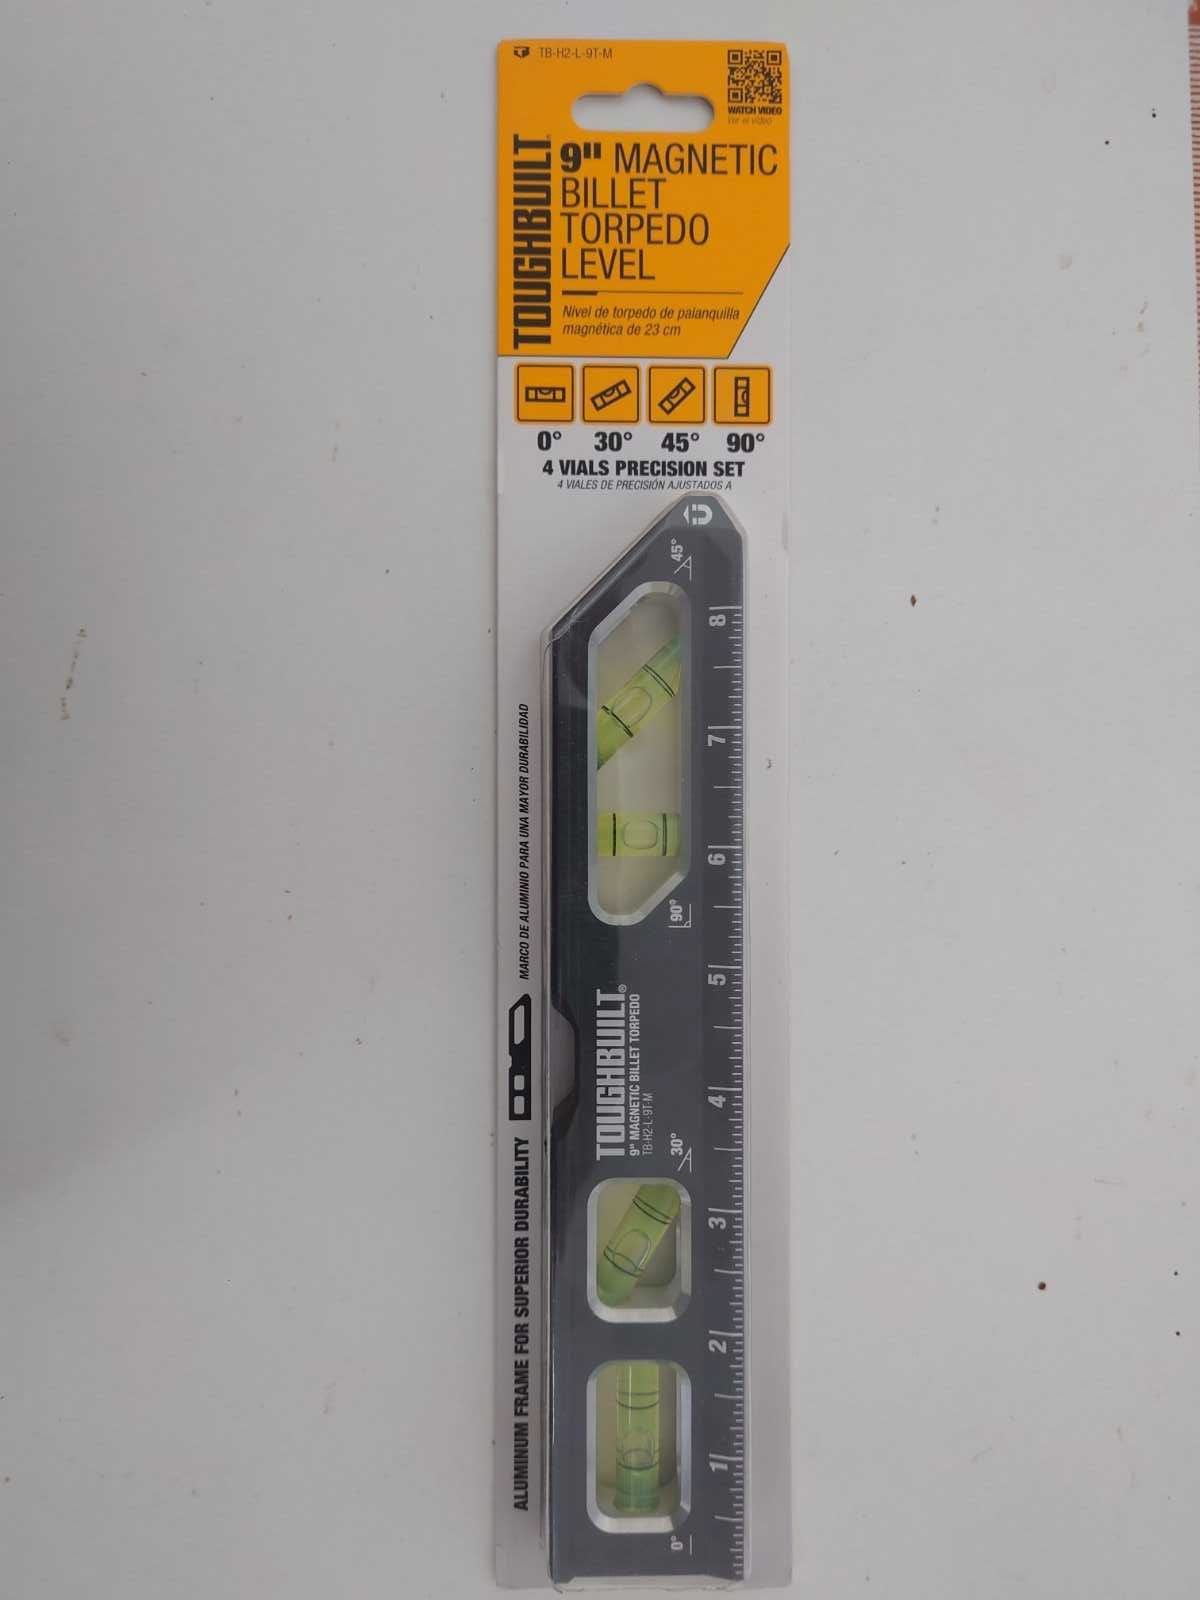 TB-H2-L-9T-M
WATCH VIDEO
Ver el video
TOUGHBUILT
9" MAGNETIC
BILLET
TORPEDO
LEVEL
Nivel de torpedo de palanquilla
magnética de 23 cm
0° 30° 45° 90°
4 VIALS PRECISION SET
4 VIALES DE PRECISIÓN AJUSTADOS A
45°
8
7
6
90°
5
4
30°
3
2
1
0°
TOUGHBUILT®
9" MAGNETIC BILLET TORPEDO
TB-H2-L-9T-M
ALUMINUM FRAME FOR SUPERIOR DURABILITY
MARCO DE ALUMINIO PARA UNA MAYOR DURABILIDAD